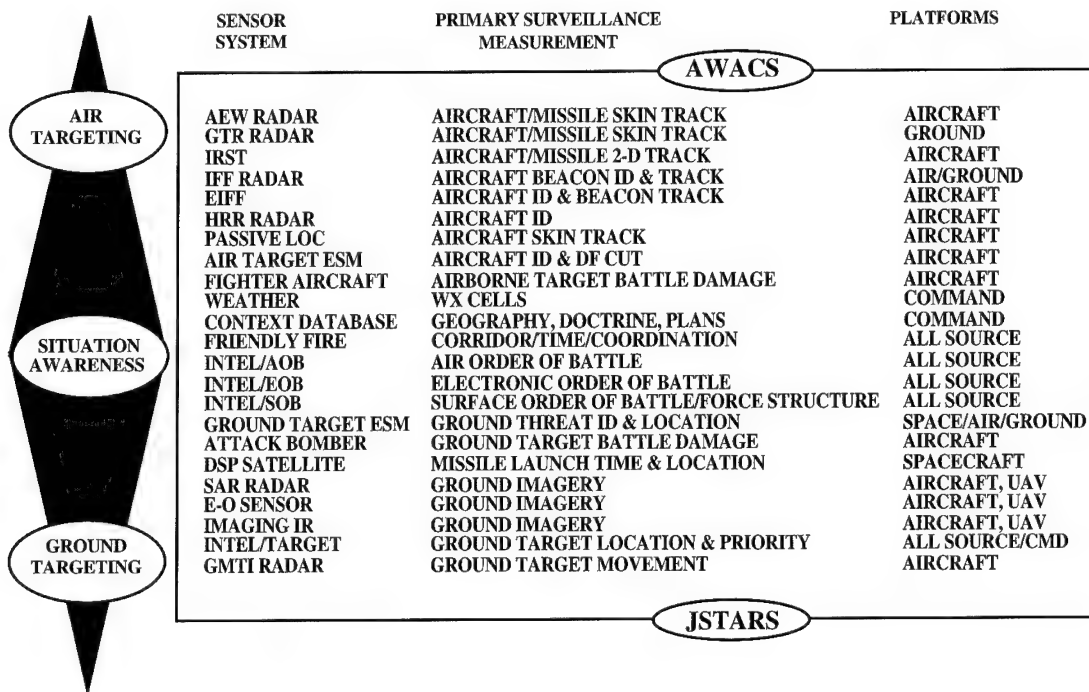 SENSOR SYSTEM PRIMARY SURVEILLANCE MEASUREMENT PLATFORMS
AWACS
AIR TARGETING
AEW RADAR AIRCRAFT/MISSILE SKIN TRACK AIRCRAFT
GTR RADAR AIRCRAFT/MISSILE SKIN TRACK GROUND
IRST AIRCRAFT/MISSILE 2-D TRACK AIRCRAFT
IFF RADAR AIRCRAFT BEACON ID & TRACK AIR/GROUND
EIFF AIRCRAFT ID & BEACON TRACK AIRCRAFT
HRR RADAR AIRCRAFT ID AIRCRAFT
PASSIVE LOC AIRCRAFT SKIN TRACK AIRCRAFT
AIR TARGET ESM AIRCRAFT ID & DF CUT AIRCRAFT
FIGHTER AIRCRAFT AIRBORNE TARGET BATTLE DAMAGE AIRCRAFT
WEATHER WX CELLS COMMAND
CONTEXT DATABASE GEOGRAPHY, DOCTRINE, PLANS COMMAND
SITUATION AWARENESS
FRIENDLY FIRE CORRIDOR/TIME/COORDINATION ALL SOURCE
INTEL/AOB AIR ORDER OF BATTLE ALL SOURCE
INTEL/EOB ELECTRONIC ORDER OF BATTLE ALL SOURCE
INTEL/SOB SURFACE ORDER OF BATTLE/FORCE STRUCTURE ALL SOURCE
GROUND TARGET ESM GROUND THREAT ID & LOCATION SPACE/AIR/GROUND
ATTACK BOMBER GROUND TARGET BATTLE DAMAGE AIRCRAFT
DSP SATELLITE MISSILE LAUNCH TIME & LOCATION SPACECRAFT
SAR RADAR GROUND IMAGERY AIRCRAFT, UAV
E-O SENSOR GROUND IMAGERY AIRCRAFT, UAV
IMAGING IR GROUND IMAGERY AIRCRAFT, UAV
GROUND TARGETING
INTEL/TARGET GROUND TARGET LOCATION & PRIORITY ALL SOURCE/CMD
GMTI RADAR GROUND TARGET MOVEMENT AIRCRAFT
JSTARS